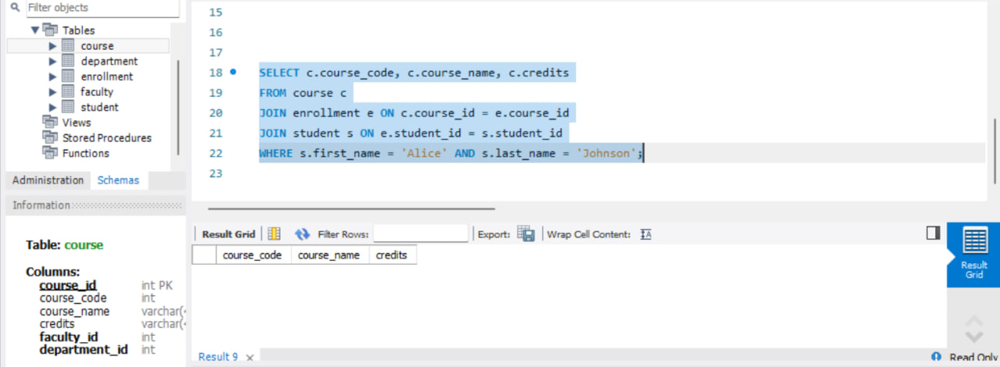 Filter objects
Tables
course
department
enrollment
faculty
student
Views
Stored Procedures
Functions
Administration Schemas
Information
Table: course
Columns:
course_id int PK
course_code int
course_name varchar(4
credits varchar(4
faculty_id int
department_id int
15
16
17
18 SELECT c.course_code, c.course_name, c.credits
19 FROM course c
20 JOIN enrollment e ON c.course_id = e.course_id
21 JOIN student s ON e.student_id = s.student_id
22 WHERE s.first_name = 'Alice' AND s.last_name = 'Johnson';
23
Result Grid Filter Rows: Export: Wrap Cell Content: IA
course_code course_name credits
Result
Grid
Result 9 Read Only